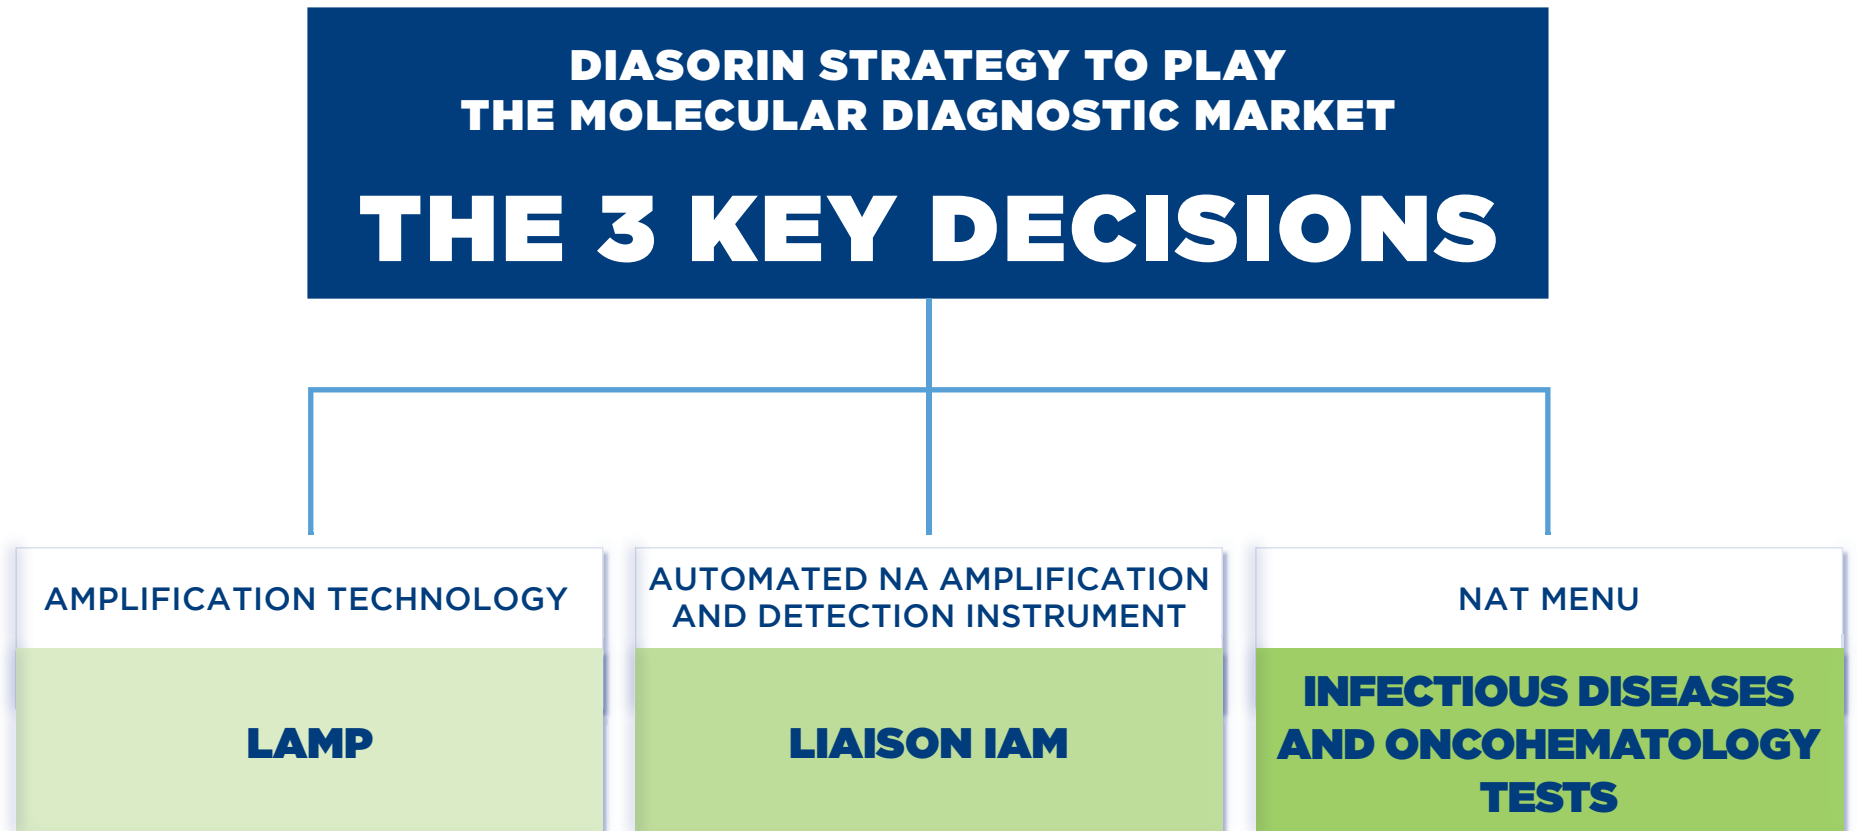 DIASORIN STRATEGY TO PLAY
THE MOLECULAR DIAGNOSTIC MARKET
THE 3 KEY DECISIONS
AMPLIFICATION TECHNOLOGY
LAMP
AUTOMATED NA AMPLIFICATION
AND DETECTION INSTRUMENT
LIAISON IAM
NAT MENU
INFECTIOUS DISEASES
AND ONCOHEMATOLOGY
TESTS